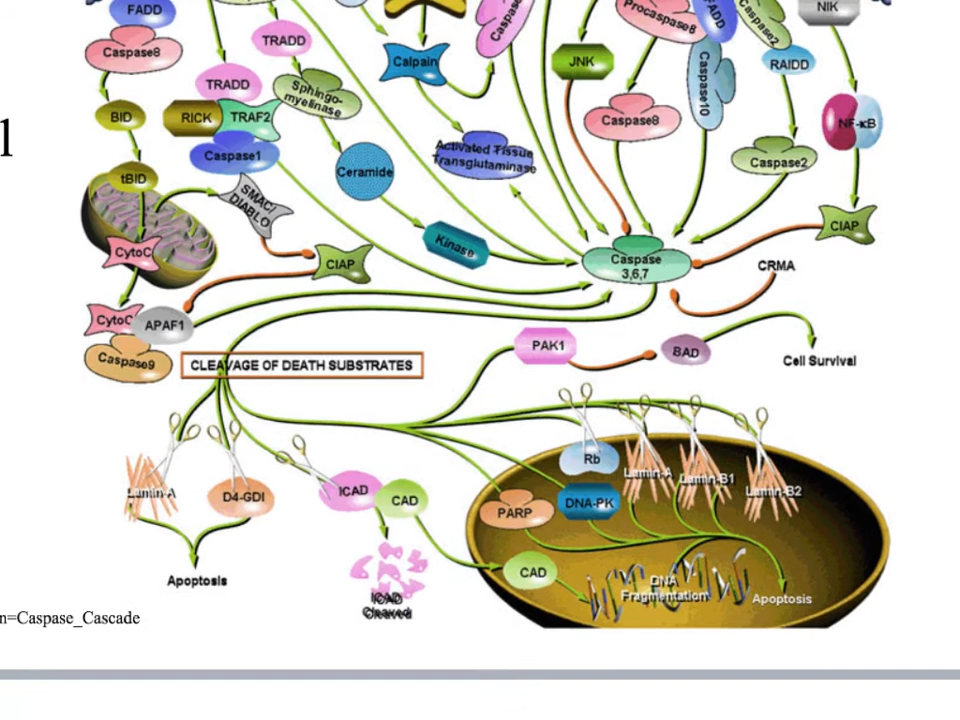 FADD
Caspase8
BID
tBID
CytoC
CytoC
APAF1
Caspase9
TRADD
TRADD
RICK
TRAF2
Caspase1
Sphingo-
myelinase
Ceramide
SMAC/
DIABLO
CIAP
Kinase
Calpain
Activated Tissue
Transglutaminase
Caspase
JNK
Procaspase8
FADD
Caspase2
NIK
Caspase10
RAIDD
Caspase8
Caspase2
NF-κB
CIAP
Caspase
3,6,7
CRMA
l
CLEAVAGE OF DEATH SUBSTRATES
PAK1
BAD
Cell Survival
Lamin-A
D4-GDI
ICAD
CAD
Apoptosis
ICAD
Cleaved
Rb
Lamin-A
Lamin-B1
Lamin-B2
PARP
DNA-PK
CAD
DNA
Fragmentation
Apoptosis
n=Caspase_Cascade